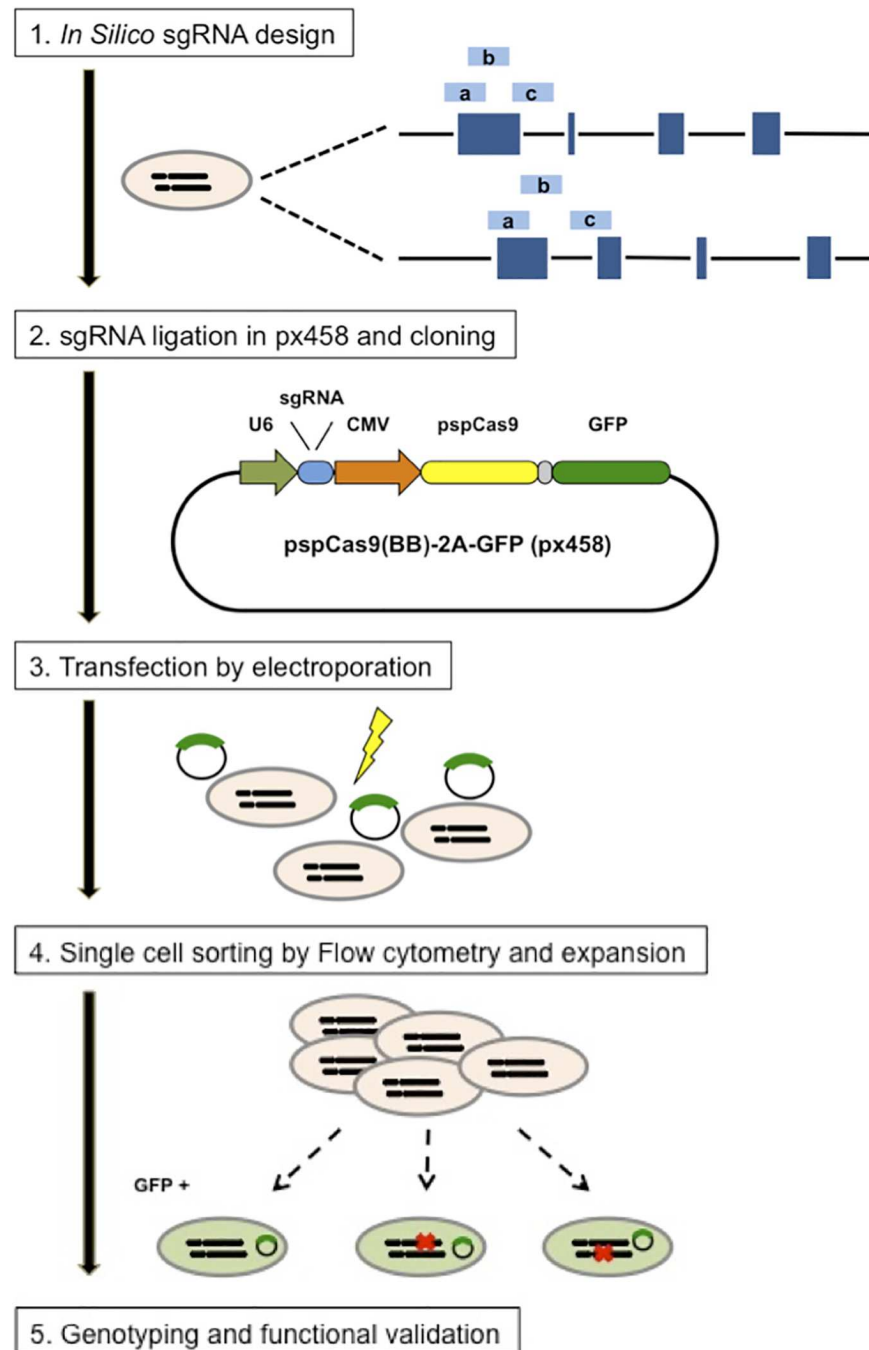 1. In Silico sgRNA design
b
a c
b
a c
2. sgRNA ligation in px458 and cloning
sgRNA
U6 CMV pspCas9 GFP
pspCas9(BB)-2A-GFP (px458)
3. Transfection by electroporation
4. Single cell sorting by Flow cytometry and expansion
GFP +
5. Genotyping and functional validation